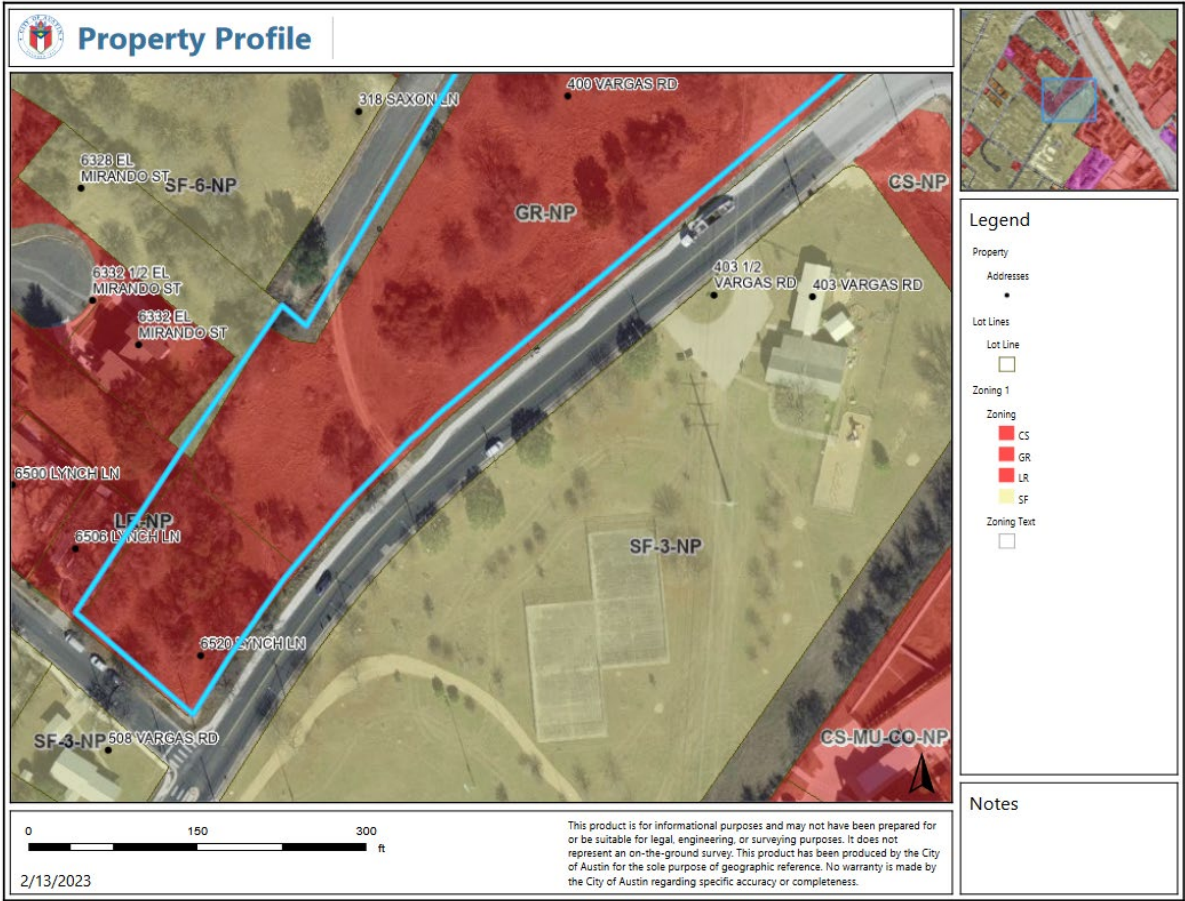 CITY OF AUSTIN
Property Profile
318 SAXON LN
400 VARGAS RD
6328 EL
MIRANDO ST
SF-6-NP
CS-NP
GR-NP
6332 1/2 EL
MIRANDO ST
403 1/2
VARGAS RD
403 VARGAS RD
6332 EL
MIRANDO ST
6500 LYNCH LN
LR-NP
6506 LYNCH LN
SF-3-NP
6520 LYNCH LN
SF-3-NP
508 VARGAS RD
CS-MU-CO-NP
Legend
Property
Addresses
Lot Lines
Lot Line
Zoning 1
Zoning
CS
GR
LR
SF
Zoning Text
Notes
0 150 300
ft
2/13/2023
This product is for informational purposes and may not have been prepared for
or be suitable for legal, engineering, or surveying purposes. It does not
represent an on-the-ground survey. This product has been produced by the City
of Austin for the sole purpose of geographic reference. No warranty is made by
the City of Austin regarding specific accuracy or completeness.